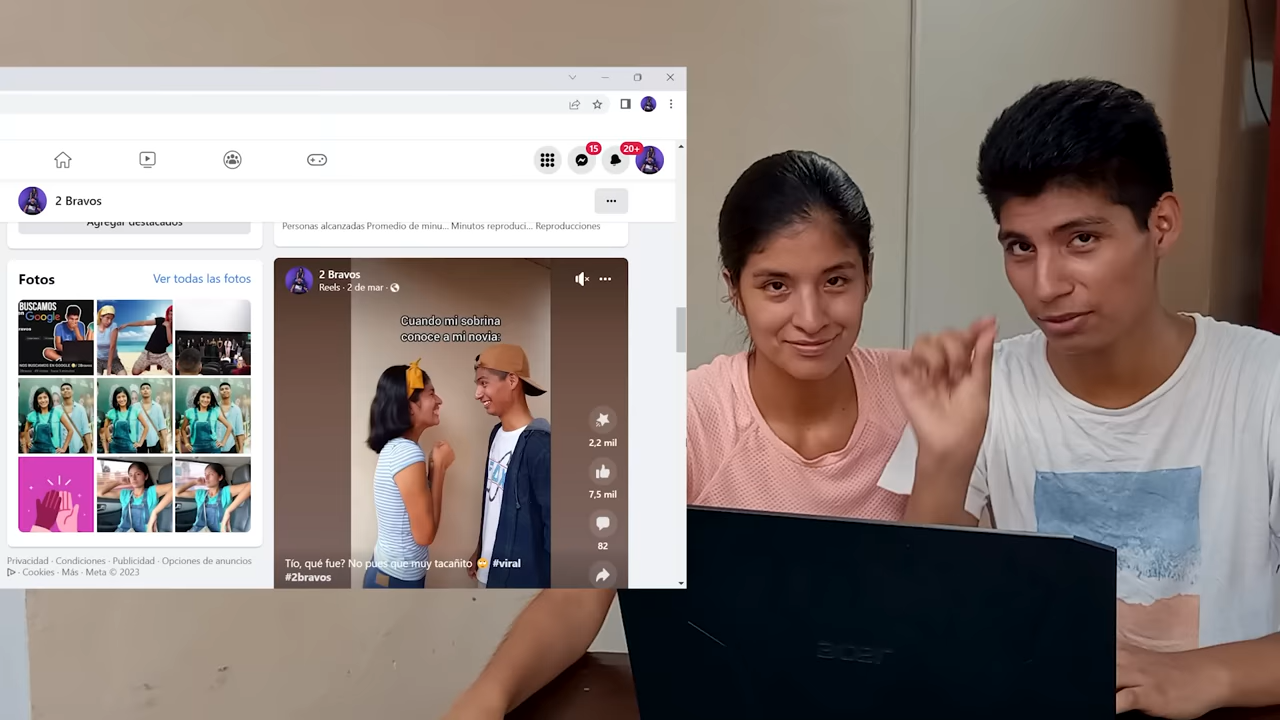 15
20+
2 Bravos
Agregar destacados
Personas alcanzadas Promedio de minu... Minutos reproduci... Reproducciones
Fotos
Ver todas las fotos
BUSCAMOS
en Google
2 Bravos
Reels · 2 de mar ·
Cuando mi sobrina
conoce a mi novia:
2,2 mil
7,5 mil
82
Tío, qué fue? No pues que muy tacañito 🙄 #viral
#2bravos
Privacidad · Condiciones · Publicidad · Opciones de anuncios
· Cookies · Más · Meta © 2023
acer